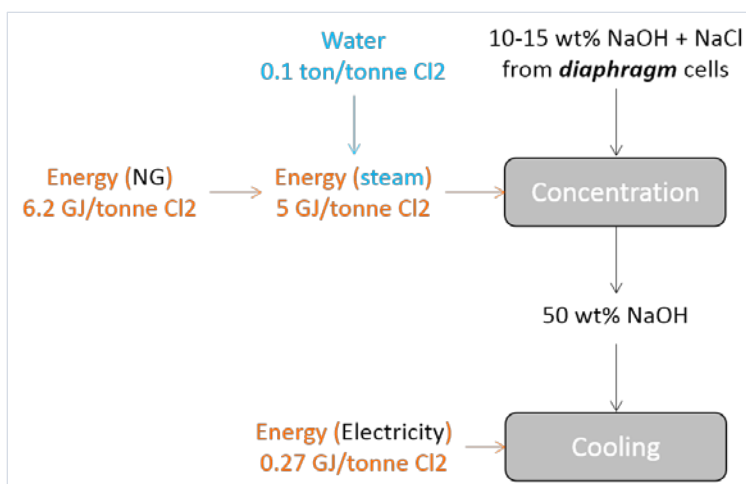 Water
0.1 ton/tonne Cl2
10-15 wt% NaOH + NaCl
from diaphragm cells
Energy (NG)
6.2 GJ/tonne Cl2
Energy (steam)
5 GJ/tonne Cl2
Concentration
50 wt% NaOH
Energy (Electricity)
0.27 GJ/tonne Cl2
Cooling